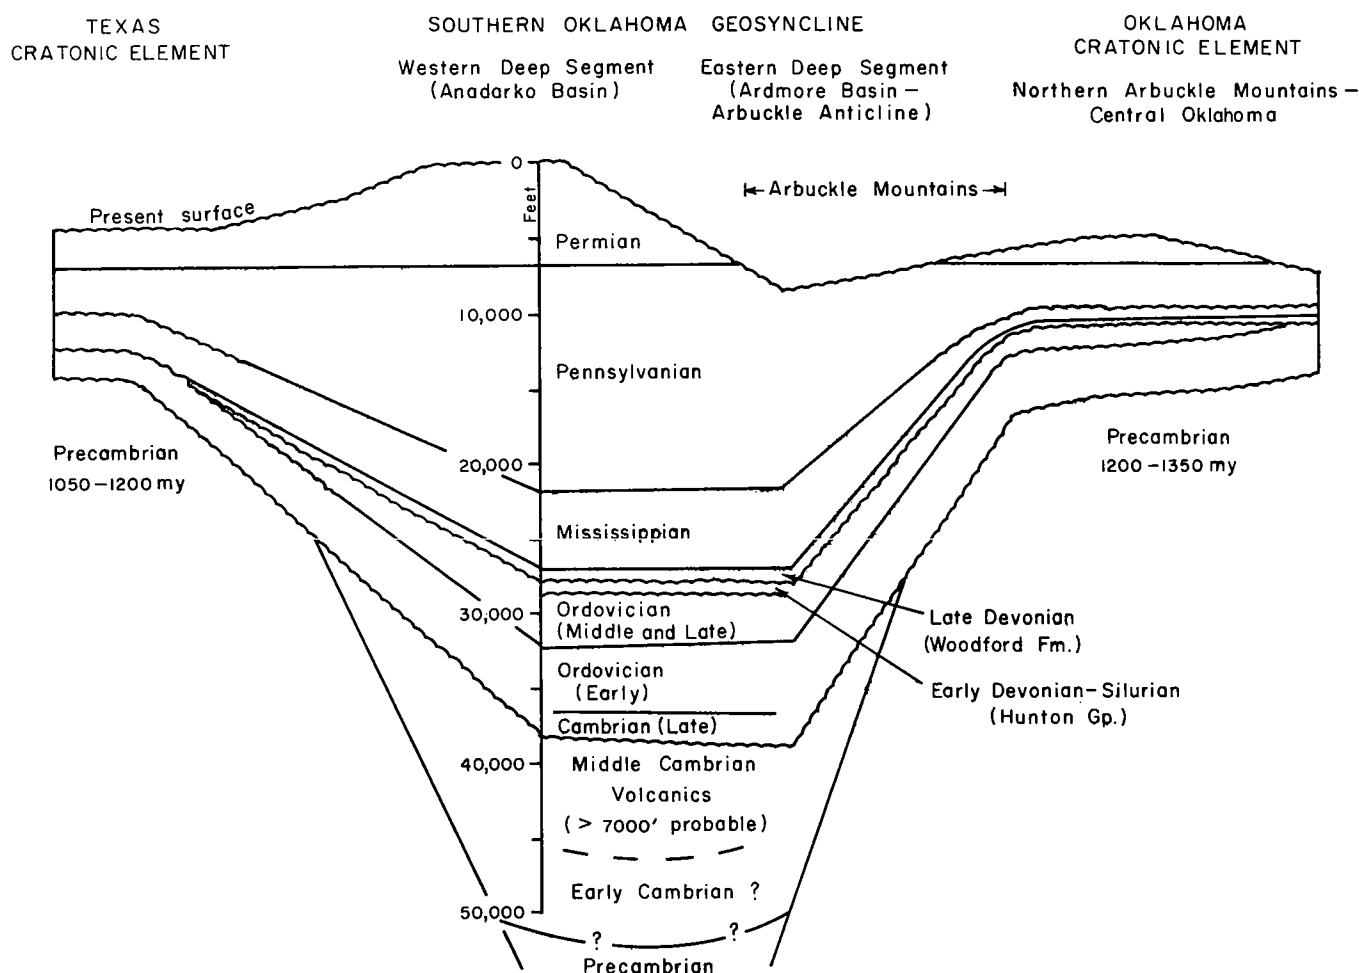 TEXAS
CRATONIC ELEMENT
SOUTHERN OKLAHOMA GEOSYNCLINE
Western Deep Segment
(Anadarko Basin)
Eastern Deep Segment
(Ardmore Basin –
Arbuckle Anticline)
OKLAHOMA
CRATONIC ELEMENT
Northern Arbuckle Mountains –
Central Oklahoma
0
Feet
Arbuckle Mountains
Present surface
Permian
10,000
Pennsylvanian
Precambrian
1050–1200 my
20,000
Precambrian
1200–1350 my
Mississippian
30,000
Ordovician
(Middle and Late)
Late Devonian
(Woodford Fm.)
Ordovician
(Early)
Early Devonian–Silurian
(Hunton Gp.)
Cambrian (Late)
40,000
Middle Cambrian
Volcanics
(> 7000' probable)
Early Cambrian ?
50,000
? ?
Precambrian